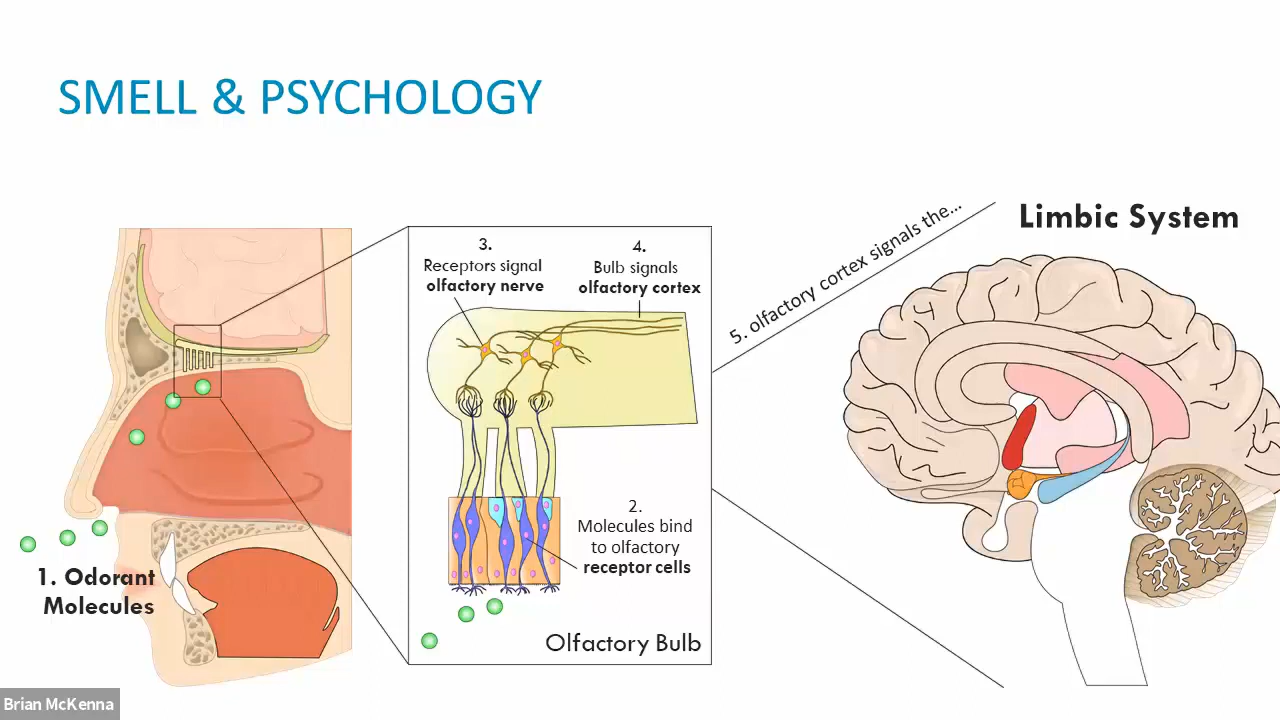 SMELL & PSYCHOLOGY
1. Odorant
Molecules
3.
Receptors signal
olfactory nerve
4.
Bulb signals
olfactory cortex
2.
Molecules bind
to olfactory
receptor cells
Olfactory Bulb
5. olfactory cortex signals the...
Limbic System
Brian McKenna